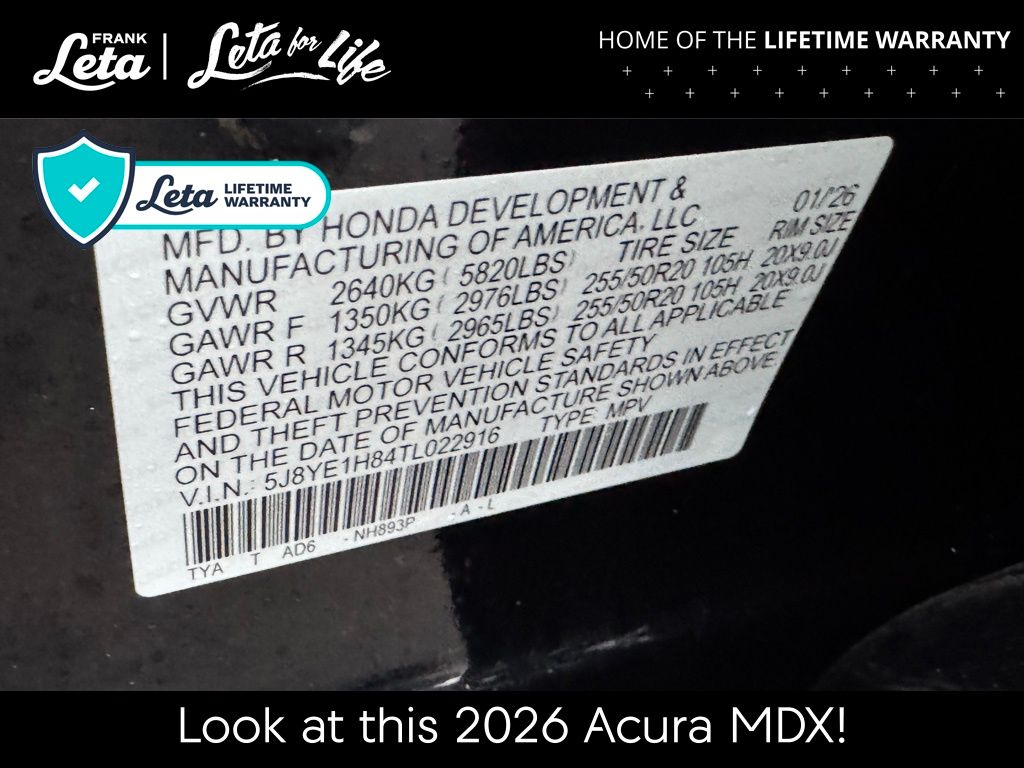 FRANK
Leta
Leta for Life
HOME OF THE LIFETIME WARRANTY
Leta LIFETIME
WARRANTY
MFD. BY HONDA DEVELOPMENT & 01/26
MANUFACTURING OF AMERICA, LLC
GVWR 2640KG ( 5820LBS) TIRE SIZE RIM SIZE
GAWR F 1350KG ( 2976LBS) 255/50R20 105H 20X9.0J
GAWR R 1345KG ( 2965LBS) 255/50R20 105H 20X9.0J
THIS VEHICLE CONFORMS TO ALL APPLICABLE
FEDERAL MOTOR VEHICLE SAFETY
AND THEFT PREVENTION STANDARDS IN EFFECT
ON THE DATE OF MANUFACTURE SHOWN ABOVE.
V.I.N.: 5J8YE1H84TL022916 TYPE: MPV
TYA T AD6 - NH893P - A - L
Look at this 2026 Acura MDX!